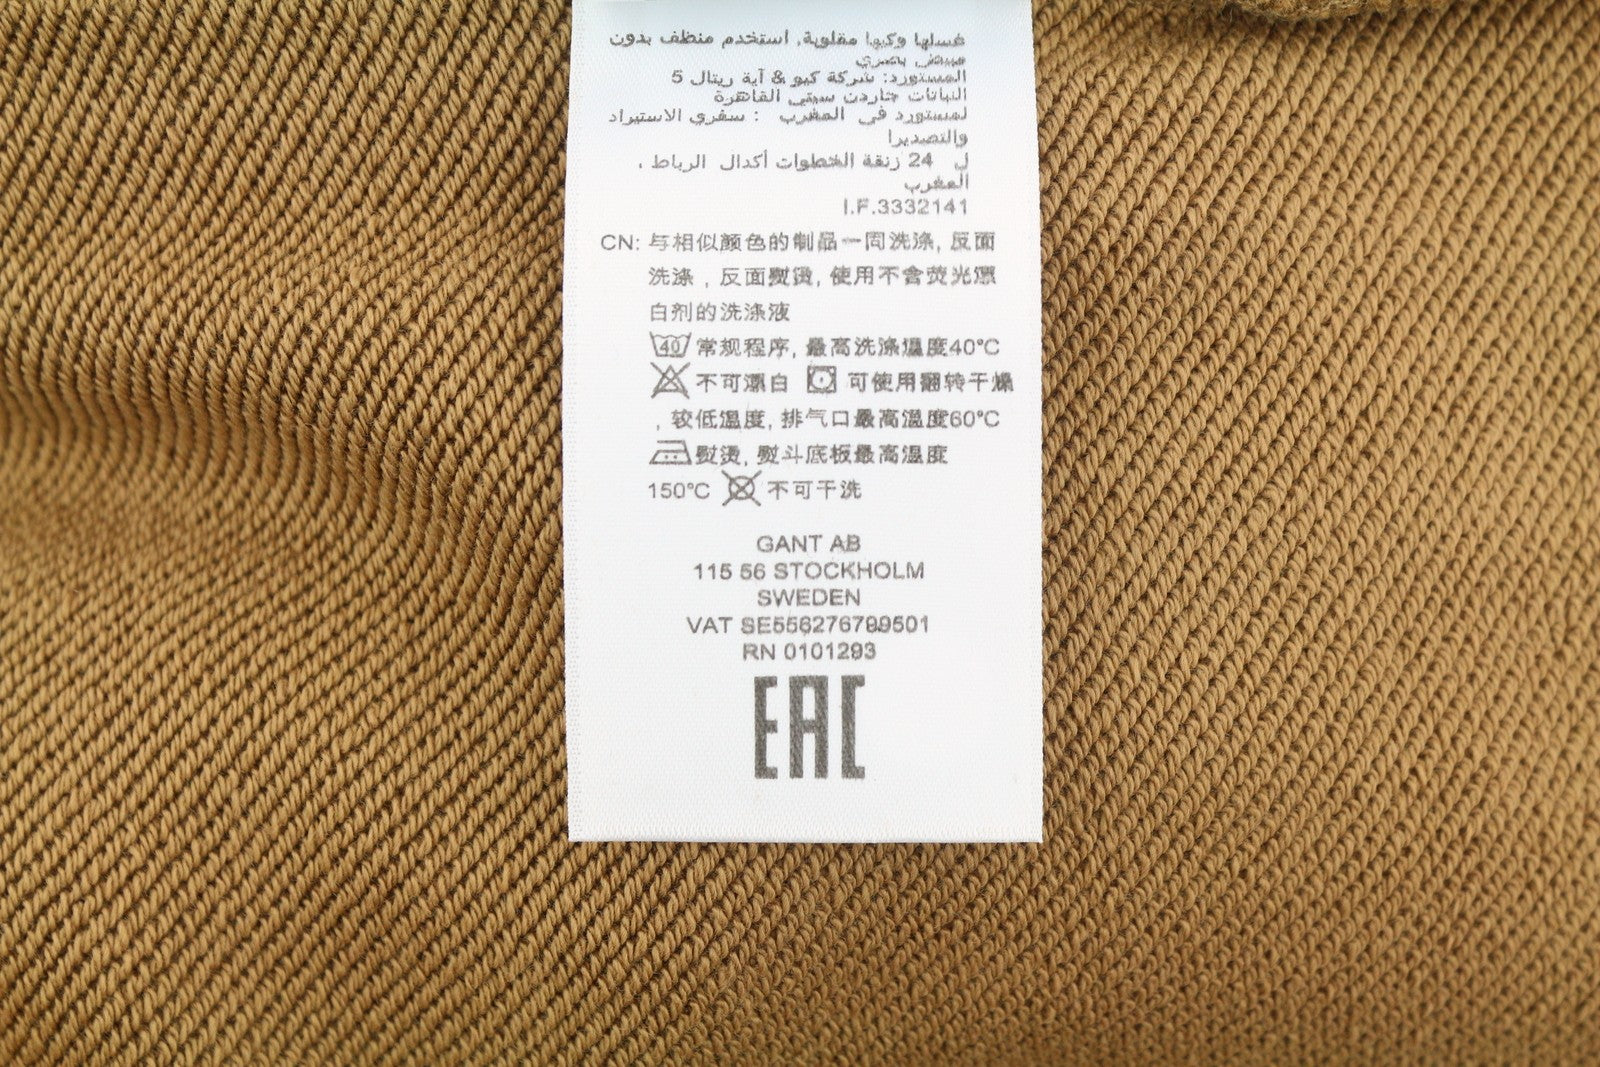 غسلها وكيها مقلوبة, استخدم منظف بدون
مبيض بصري
المستورد: شركة كيو & آية ريتال 5
النباتات جاردن سيتي القاهرة
لمستورد في المغرب : سفري الاستيراد
والتصديرا
ل 24 زنقة الخطوات أكدال الرباط ،
المغرب
I.F.3332141
CN: 与相似颜色的制品一同洗涤, 反面
洗涤 , 反面熨烫, 使用不含荧光漂
白剂的洗涤液
40 常规程序, 最高洗涤温度40°C
不可漂白 可使用翻转干燥
, 较低温度, 排气口最高温度60°C
熨烫, 熨斗底板最高温度
150°C 不可干洗
GANT AB
115 56 STOCKHOLM
SWEDEN
VAT SE556276799501
RN 0101293
EAC